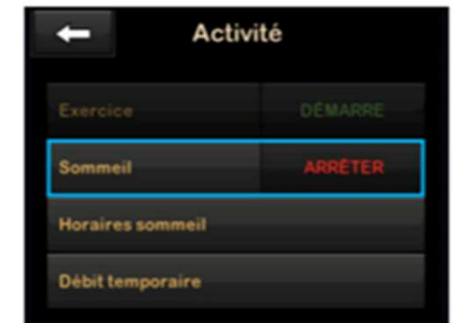 Activité
Exercice DÉMARRE
Sommeil ARRÊTER
Horaires sommeil
Débit temporaire